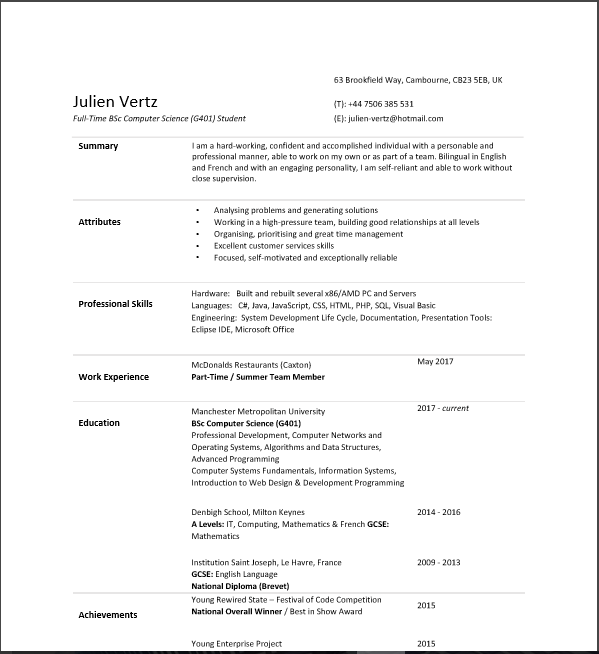 63 Brookfield Way, Cambourne, CB23 5EB, UK
Julien Vertz
(T): +44 7506 385 531
Full-Time BSc Computer Science (G401) Student
(E): julien-vertz@hotmail.com
Summary
I am a hard-working, confident and accomplished individual with a personable and
professional manner, able to work on my own or as part of a team. Bilingual in English
and French and with an engaging personality, I am self-reliant and able to work without
close supervision.
Attributes
• Analysing problems and generating solutions
• Working in a high-pressure team, building good relationships at all levels
• Organising, prioritising and great time management
• Excellent customer services skills
• Focused, self-motivated and exceptionally reliable
Professional Skills
Hardware: Built and rebuilt several x86/AMD PC and Servers
Languages: C#, Java, JavaScript, CSS, HTML, PHP, SQL, Visual Basic
Engineering: System Development Life Cycle, Documentation, Presentation Tools:
Eclipse IDE, Microsoft Office
Work Experience
McDonalds Restaurants (Caxton) May 2017
Part-Time / Summer Team Member
Education
Manchester Metropolitan University 2017 - current
BSc Computer Science (G401)
Professional Development, Computer Networks and
Operating Systems, Algorithms and Data Structures,
Advanced Programming
Computer Systems Fundamentals, Information Systems,
Introduction to Web Design & Development Programming
Denbigh School, Milton Keynes 2014 - 2016
A Levels: IT, Computing, Mathematics & French GCSE:
Mathematics
Institution Saint Joseph, Le Havre, France 2009 - 2013
GCSE: English Language
National Diploma (Brevet)
Achievements
Young Rewired State – Festival of Code Competition 2015
National Overall Winner / Best in Show Award
Young Enterprise Project 2015